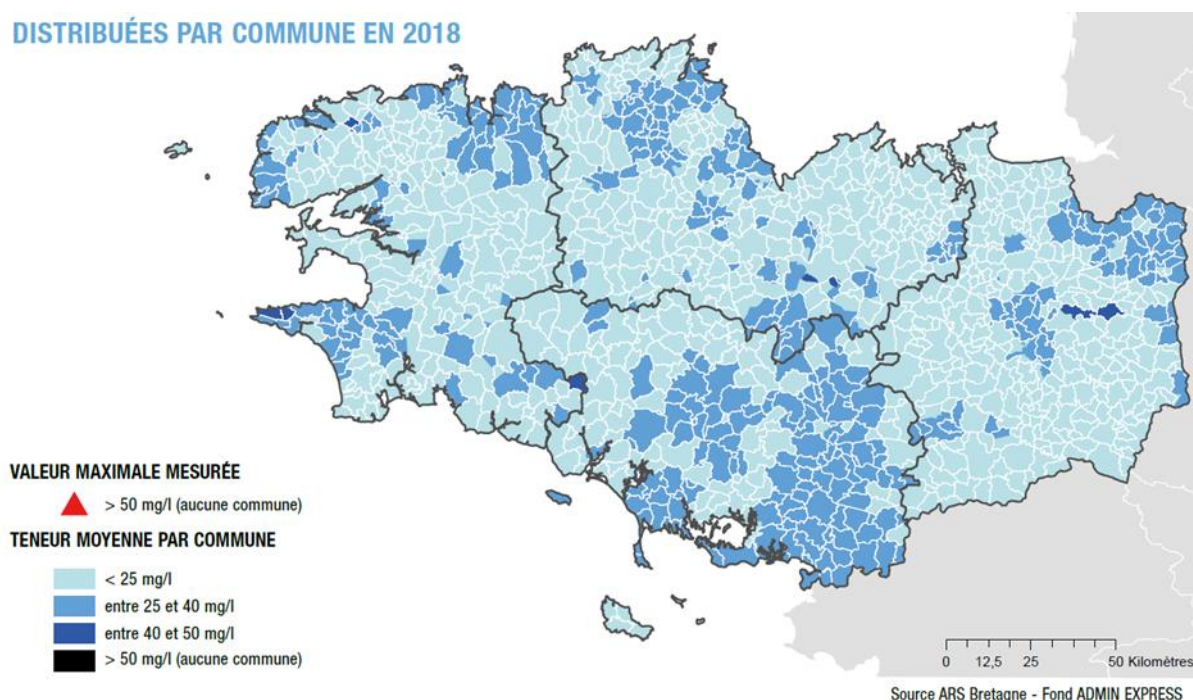 DISTRIBUÉES PAR COMMUNE EN 2018
VALEUR MAXIMALE MESURÉE
> 50 mg/l (aucune commune)
TENEUR MOYENNE PAR COMMUNE
< 25 mg/l
entre 25 et 40 mg/l
entre 40 et 50 mg/l
> 50 mg/l (aucune commune)
0 12,5 25 50 Kilomètres
Source ARS Bretagne - Fond ADMIN EXPRESS